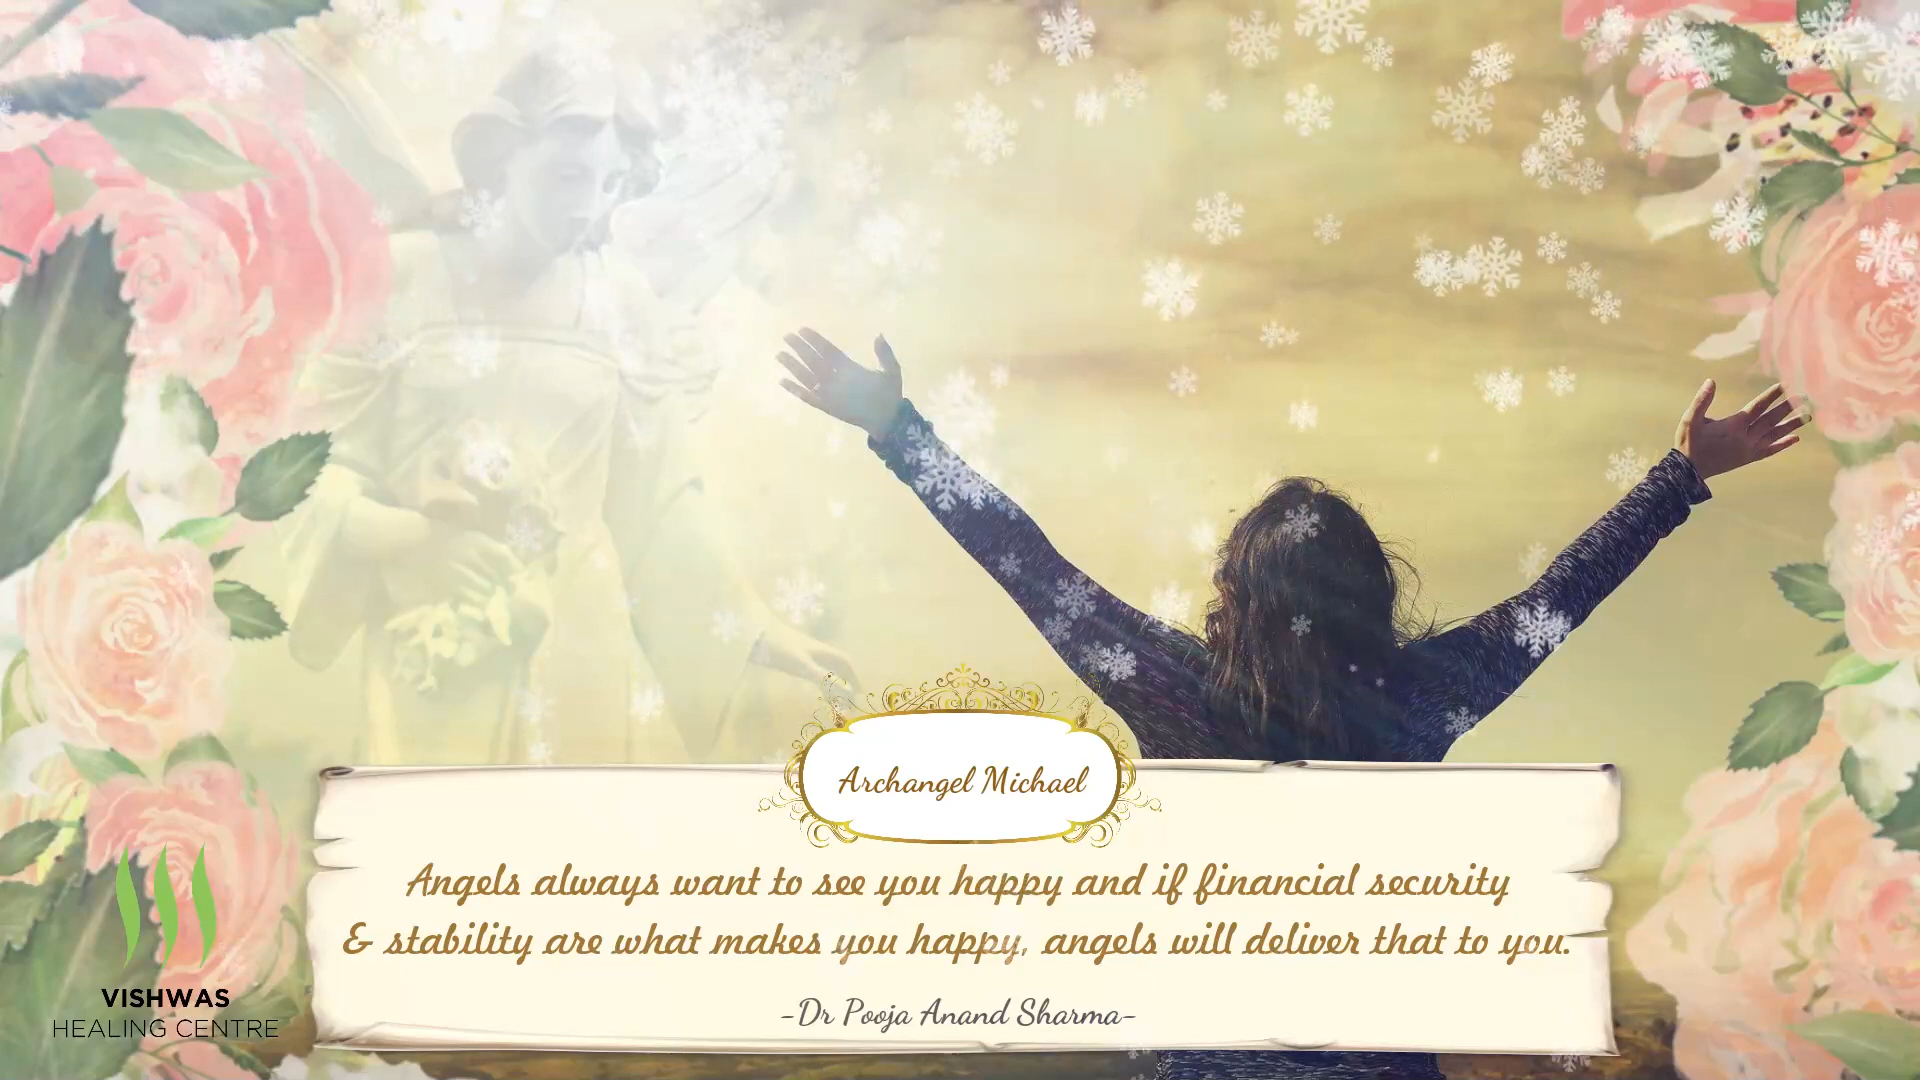 Archangel Michael
Angels always want to see you happy and if financial security
& stability are what makes you happy, angels will deliver that to you.
-Dr Pooja Anand Sharma-
VISHWAS
HEALING CENTRE